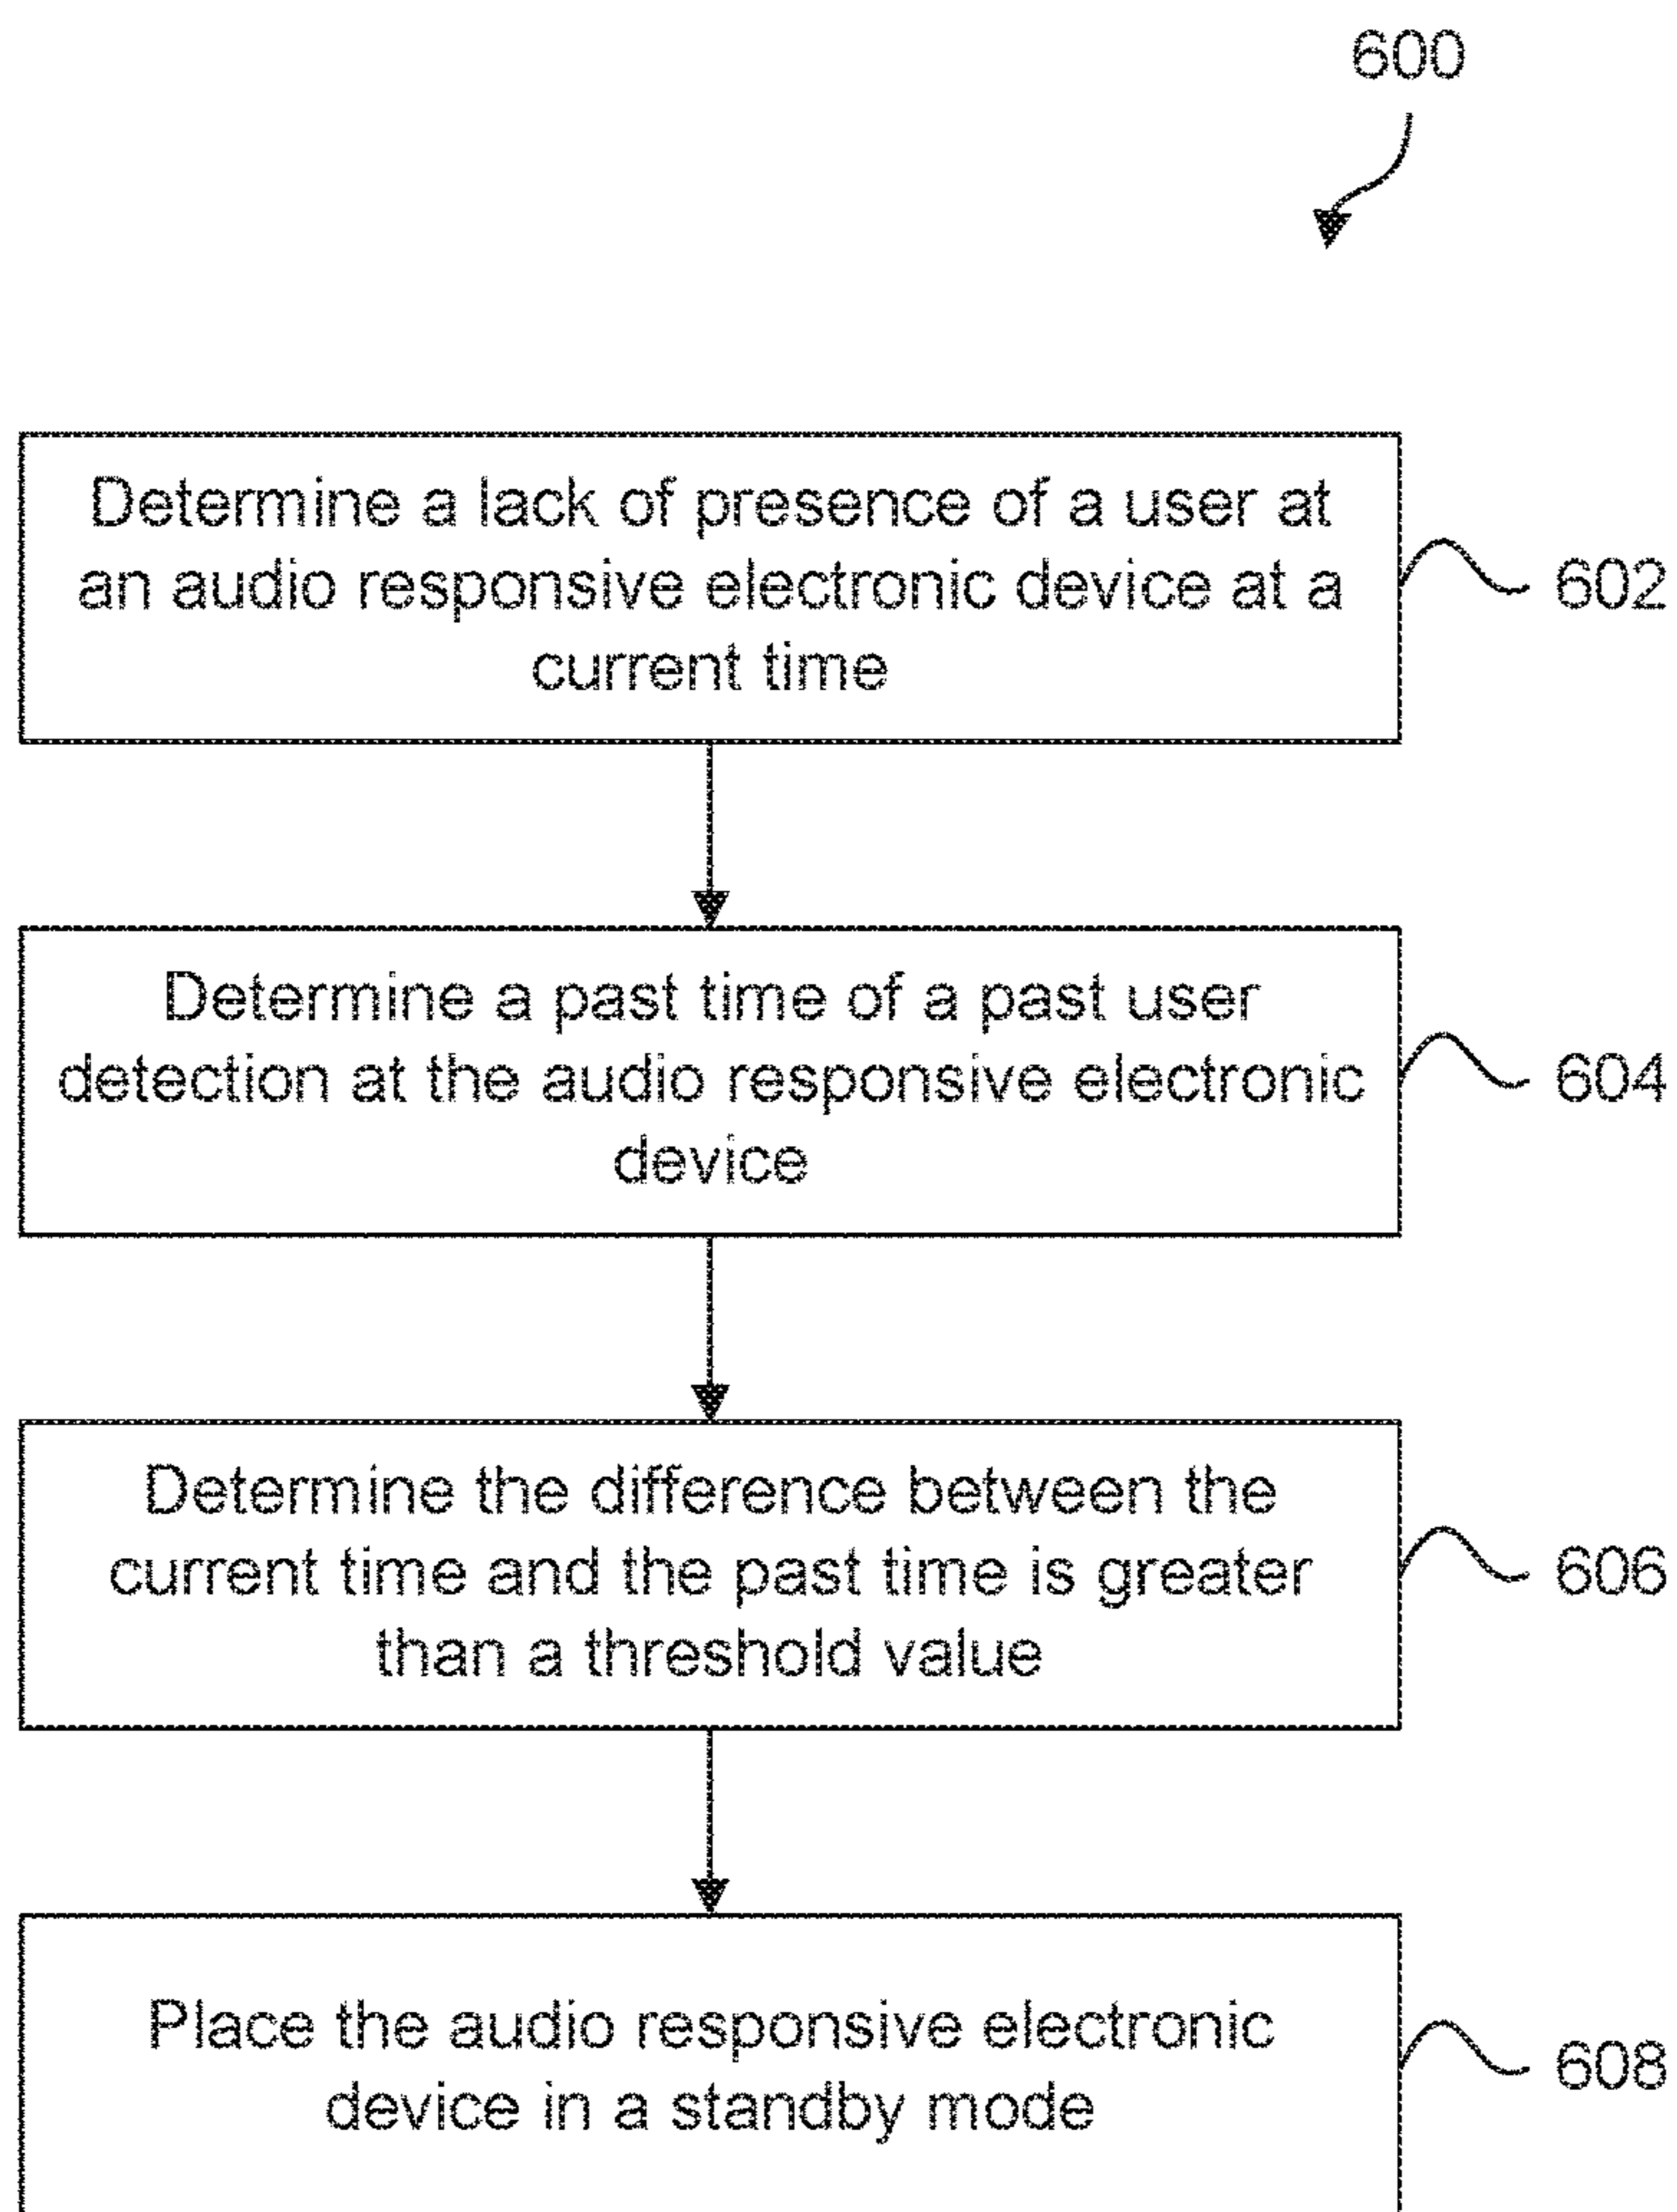 600
Determine a lack of presence of a user at
an audio responsive electronic device at a
current time
602
Determine a past time of a past user
detection at the audio responsive electronic
device
604
Determine the difference between the
current time and the past time is greater
than a threshold value
606
Place the audio responsive electronic
device in a standby mode
608